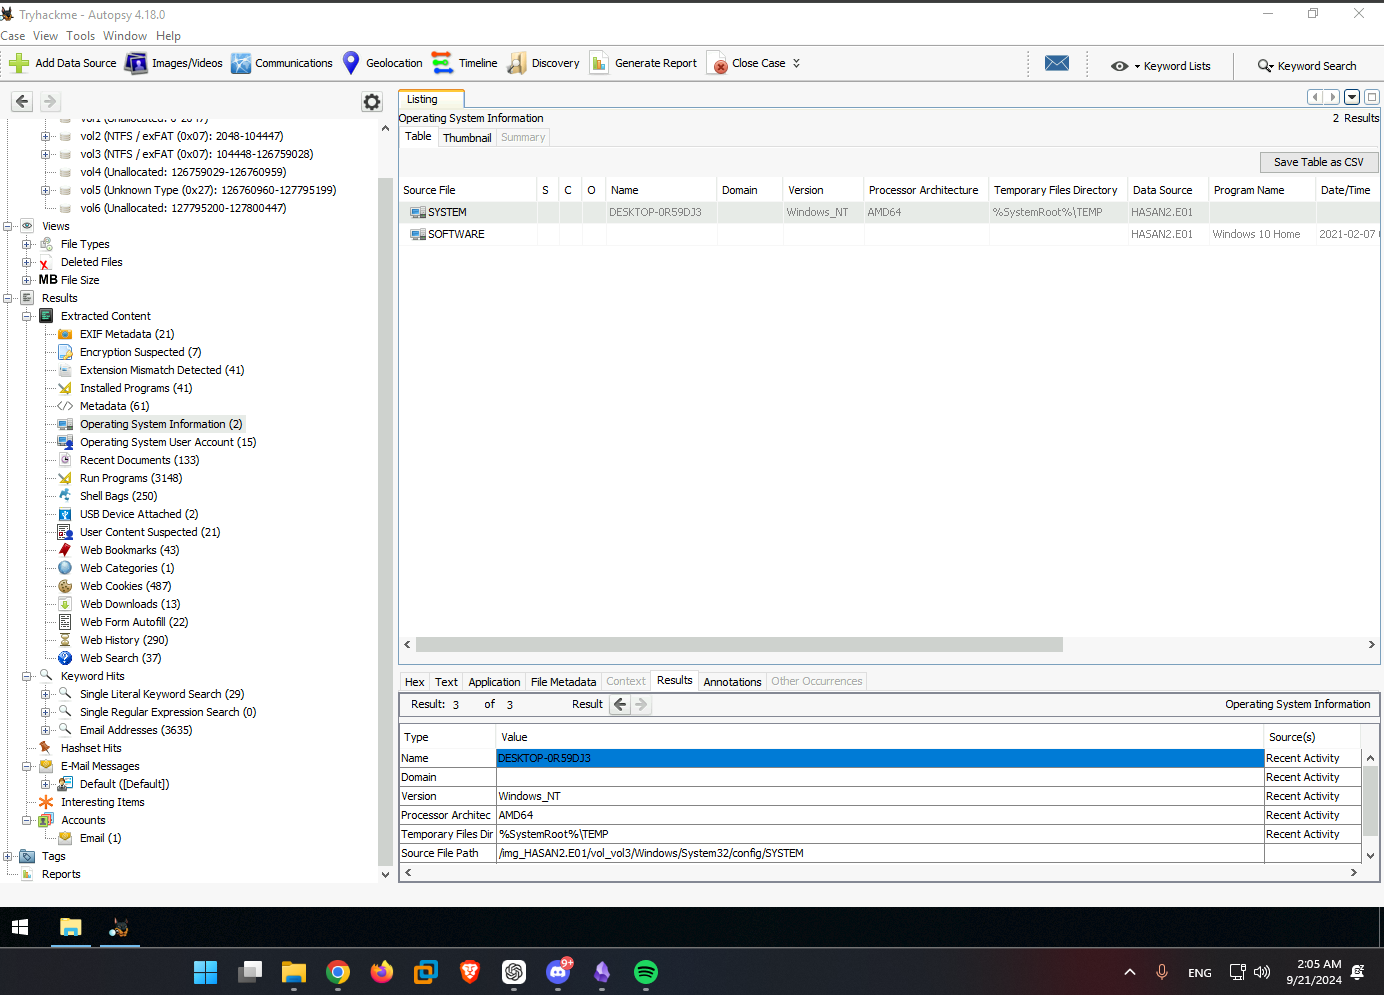 Tryhackme - Autopsy 4.18.0
Case View Tools Window Help
Add Data Source Images/Videos Communications Geolocation Timeline Discovery Generate Report Close Case Keyword Lists Keyword Search
vol1 (Unallocated: 0-2047)
vol2 (NTFS / exFAT (0x07): 2048-104447)
vol3 (NTFS / exFAT (0x07): 104448-126759028)
vol4 (Unallocated: 126759029-126760959)
vol5 (Unknown Type (0x27): 126760960-127795199)
vol6 (Unallocated: 127795200-127800447)
Views
File Types
Deleted Files
MB File Size
Results
Extracted Content
EXIF Metadata (21)
Encryption Suspected (7)
Extension Mismatch Detected (41)
Installed Programs (41)
Metadata (61)
Operating System Information (2)
Operating System User Account (15)
Recent Documents (133)
Run Programs (3148)
Shell Bags (250)
USB Device Attached (2)
User Content Suspected (21)
Web Bookmarks (43)
Web Categories (1)
Web Cookies (487)
Web Downloads (13)
Web Form Autofill (22)
Web History (290)
Web Search (37)
Keyword Hits
Single Literal Keyword Search (29)
Single Regular Expression Search (0)
Email Addresses (3635)
Hashset Hits
E-Mail Messages
Default ([Default])
Interesting Items
Accounts
Email (1)
Tags
Reports
Listing
Operating System Information 2 Results
Table Thumbnail Summary
Save Table as CSV
Source File S C O Name Domain Version Processor Architecture Temporary Files Directory Data Source Program Name Date/Time
SYSTEM DESKTOP-0R59DJ3 Windows_NT AMD64 %SystemRoot%\TEMP HASAN2.E01
SOFTWARE HASAN2.E01 Windows 10 Home 2021-02-07
Hex Text Application File Metadata Context Results Annotations Other Occurrences
Result: 3 of 3 Result Operating System Information
Type Value Source(s)
Name DESKTOP-0R59DJ3 Recent Activity
Domain Recent Activity
Version Windows_NT Recent Activity
Processor Architec AMD64 Recent Activity
Temporary Files Dir %SystemRoot%\TEMP Recent Activity
Source File Path /img_HASAN2.E01/vol_vol3/Windows/System32/config/SYSTEM
9+
ENG
2:05 AM
9/21/2024